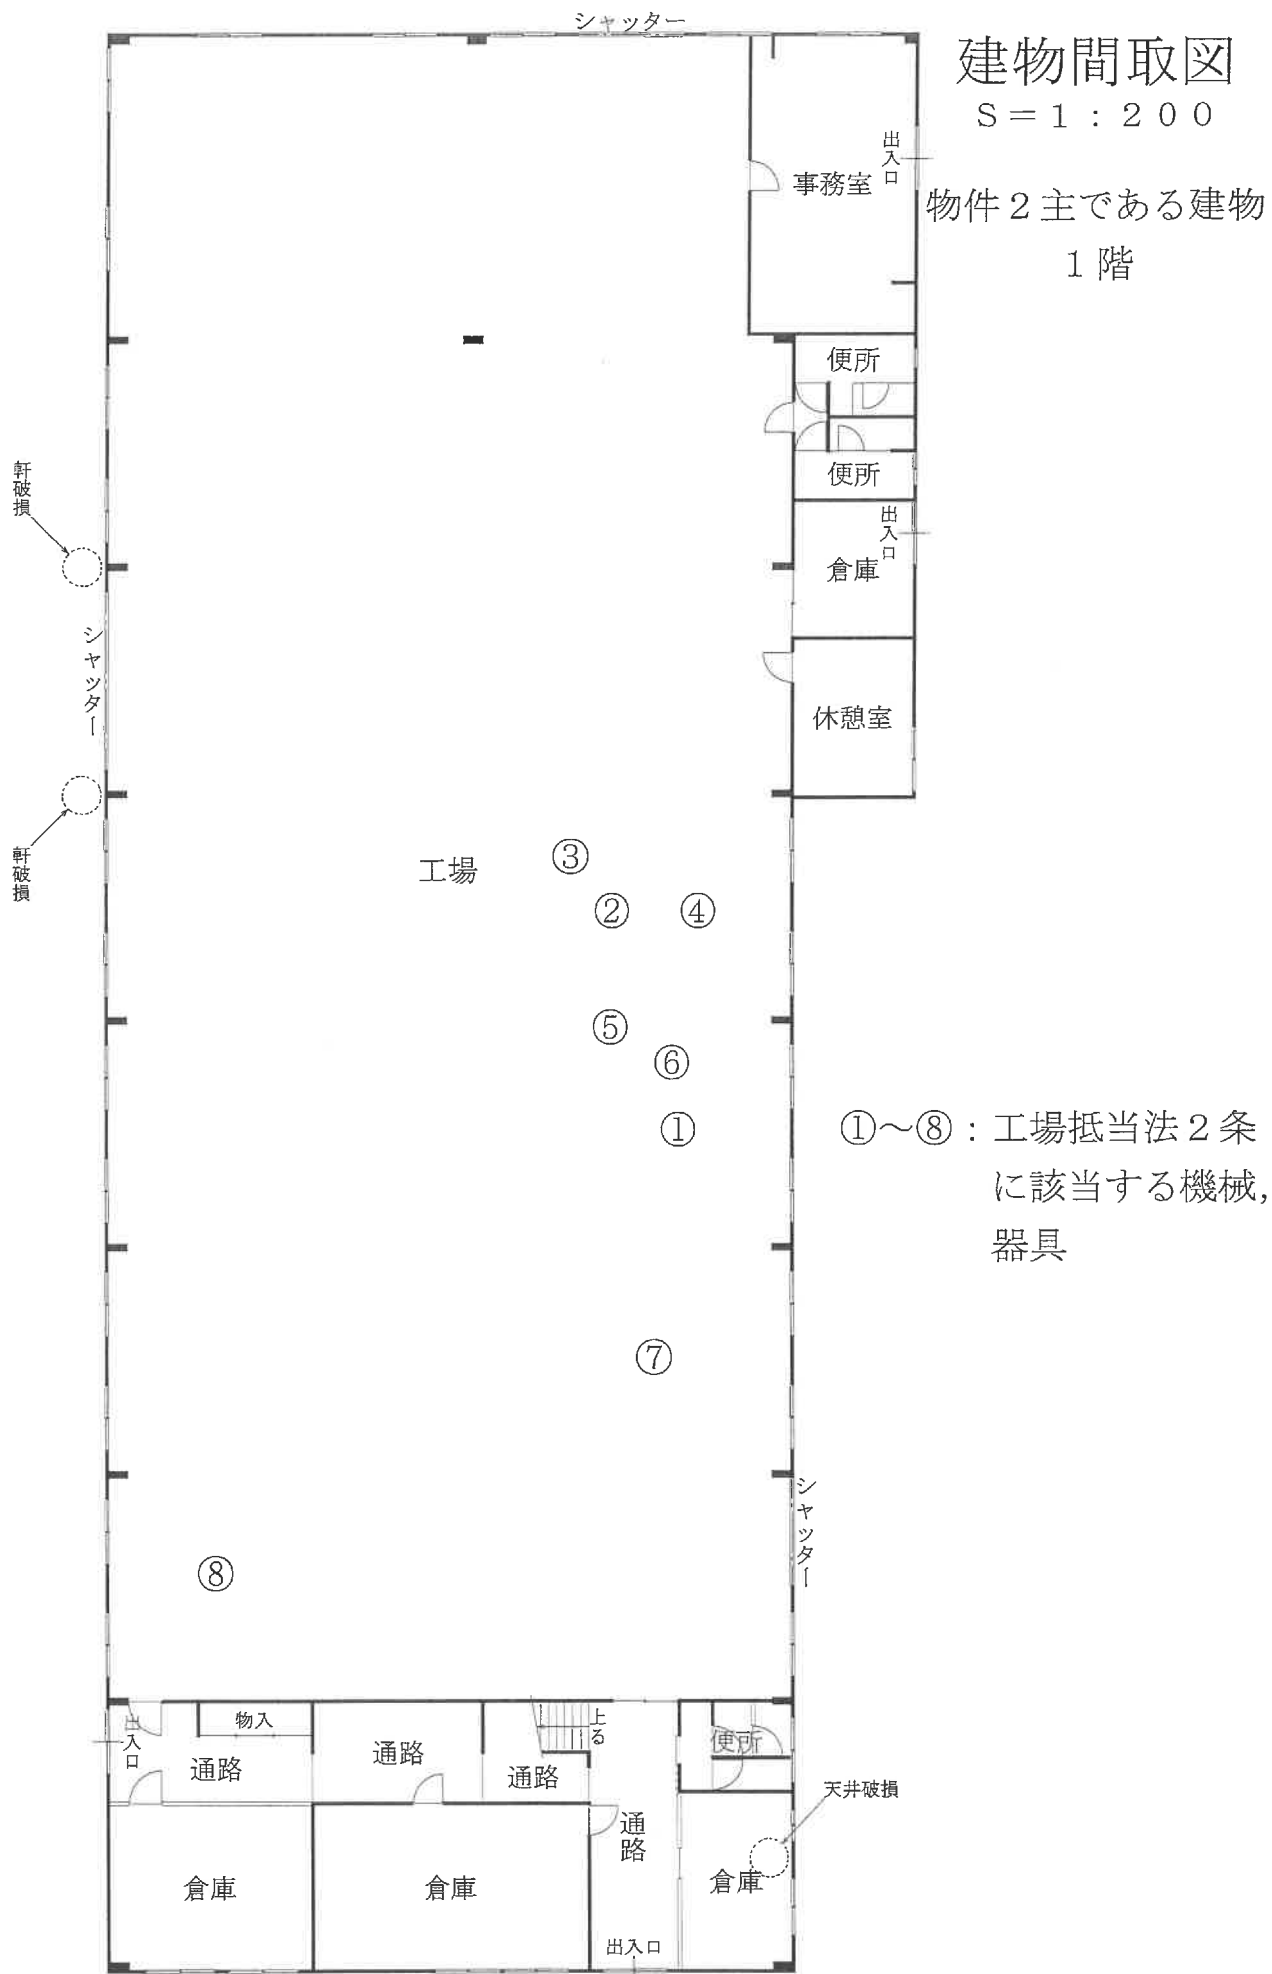 シャッター
建物間取図
Ｓ＝１：２００
物件２主である建物
１階
出入口
事務室
便所
便所
出入口
倉庫
休憩室
軒破損
シャッター
軒破損
工場
③
②
④
⑤
⑥
①
①～⑧：工場抵当法２条
に該当する機械，
器具
⑦
シャッター
⑧
出入口
物入
通路
通路
上る
通路
便所
通路
天井破損
倉庫
倉庫
倉庫
出入口